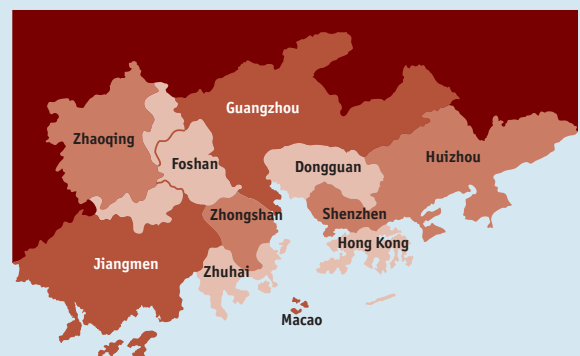 Guangzhou
Zhaoqing
Foshan
Dongguan
Huizhou
Zhongshan
Shenzhen
Hong Kong
Jiangmen
Zhuhai
Macao